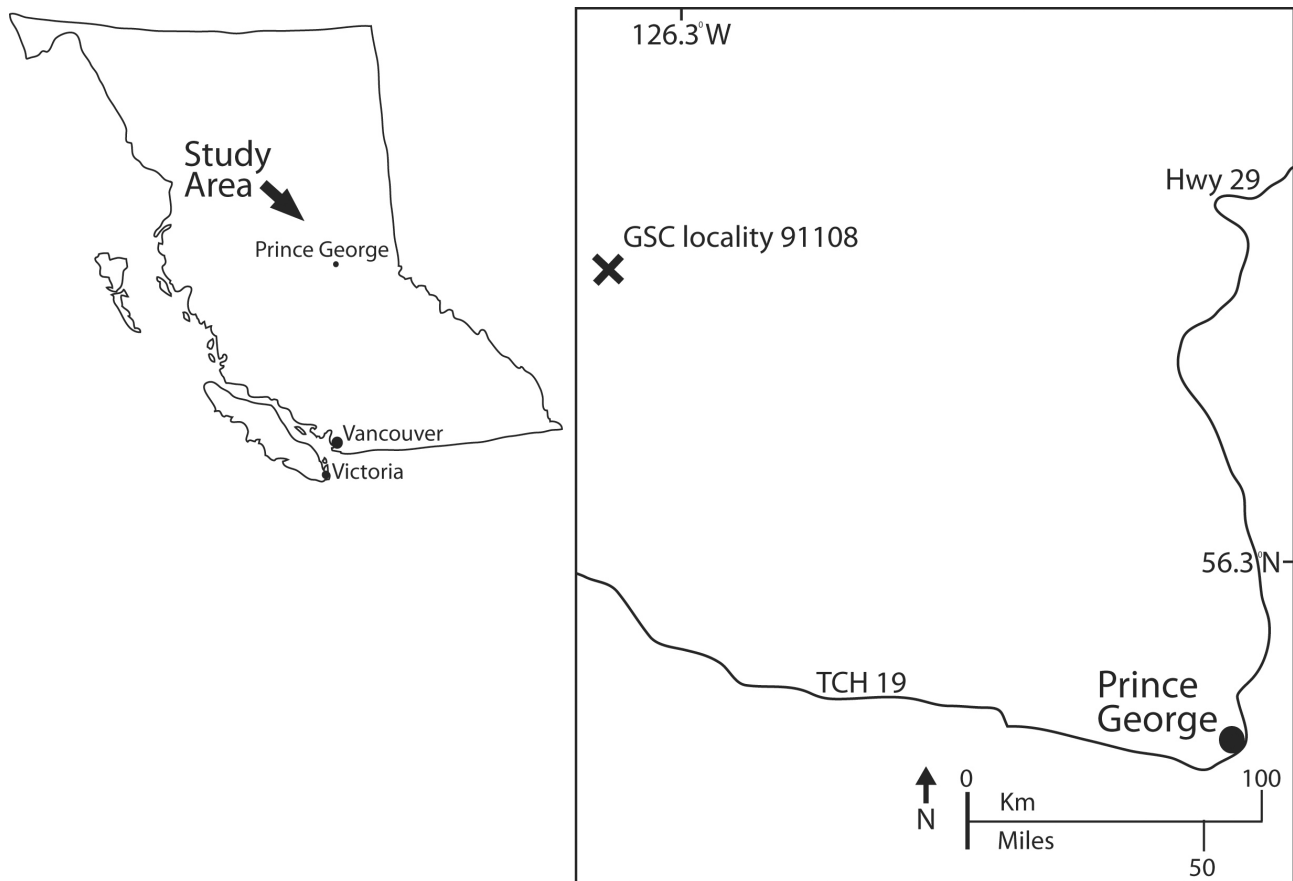 Study
Area
Prince George
Vancouver
Victoria
126.3°W
Hwy 29
GSC locality 91108
56.3°N
TCH 19
Prince
George
N
0
100
Km
Miles
50